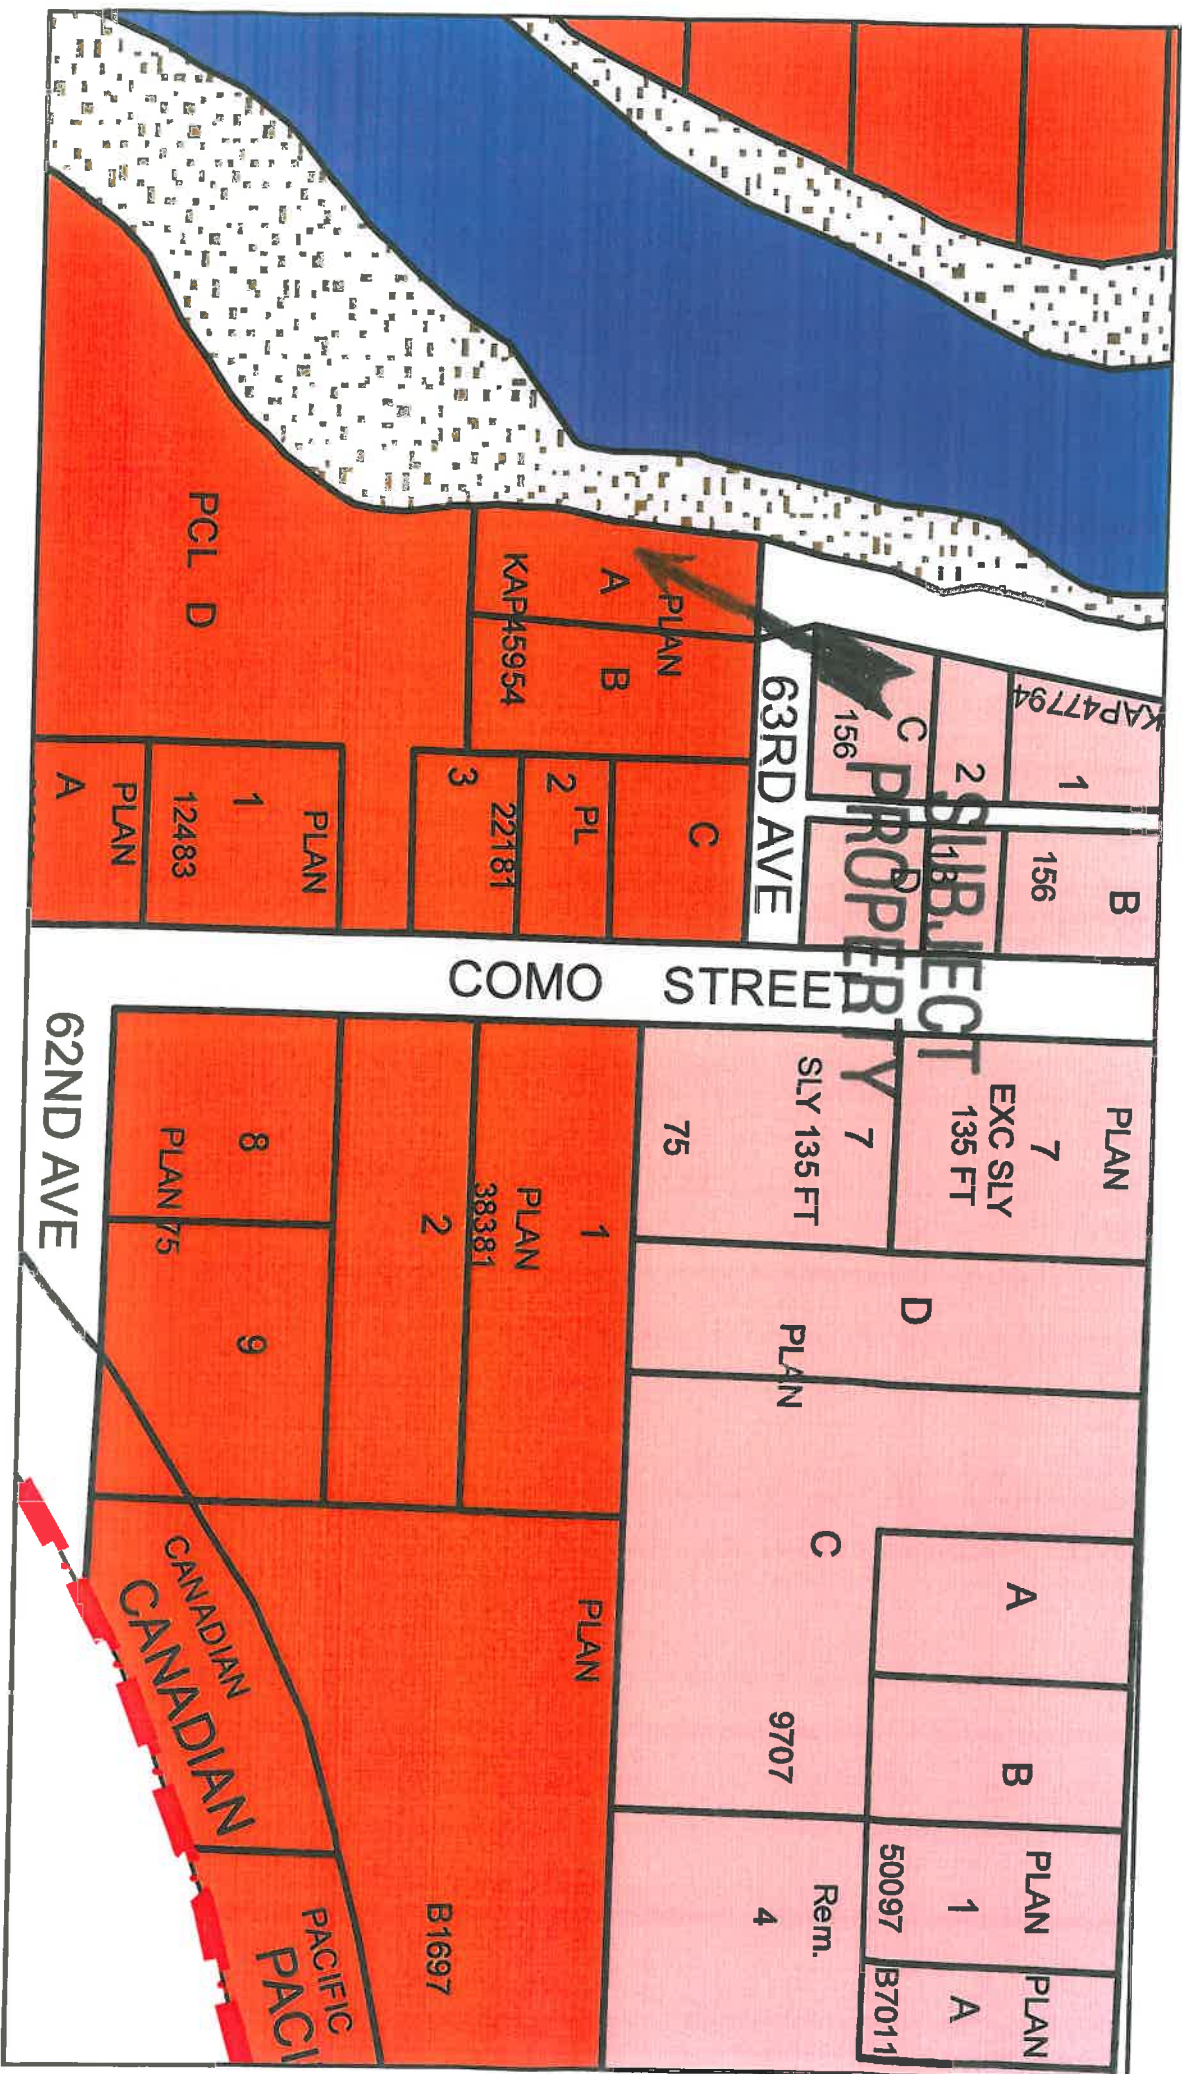 KAP47794
1
2
C
156
B
156
D
SUBJECT
PROPERTY
63RD AVE
PLAN
A
B
KAP45954
C
2
PL
22181
3
PCL D
PLAN
1
12483
PLAN
A
COMO STREET
62ND AVE
PLAN
7
EXC SLY
135 FT
7
SLY 135 FT
75
D
PLAN
C
9707
A
B
PLAN
1
50097
PLAN
A
B7011
Rem.
4
1
PLAN
38381
2
8
PLAN 75
9
PLAN
B1697
CANADIAN
CANADIAN
PACIFIC
PACI